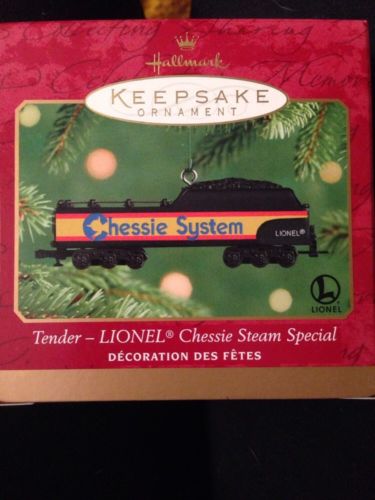 Hallmark
KEEPSAKE
ORNAMENT
Chessie System
LIONEL®
LIONEL
Tender – LIONEL® Chessie Steam Special
DÉCORATION DES FÊTES